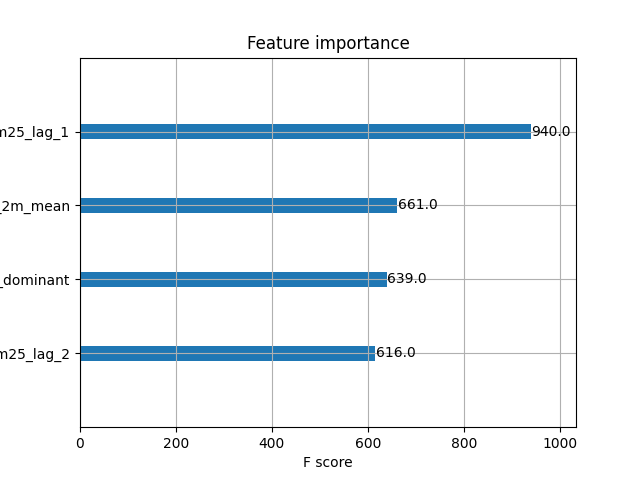 Feature importance
m25_lag_1
940.0
_2m_mean
661.0
_dominant
639.0
m25_lag_2
616.0
0 200 400 600 800 1000
F score